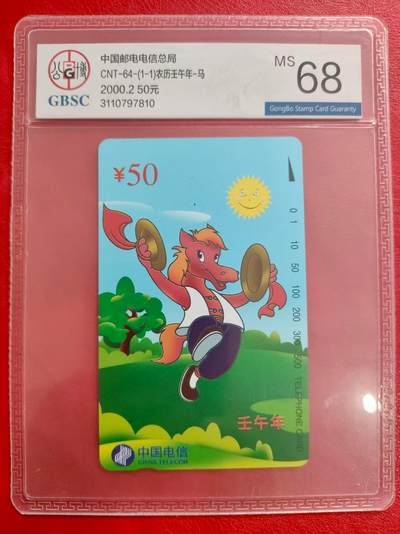 公博
GBSC
中国邮电电信总局
CNT-64-(1-1)农历壬午年-马
2000.2 50元
3110797810
MS 68
GongBo Stamp Card Guaranty
¥50
0 1 10 50 100 200 300 500 TELEPHONE CARD
壬午年
中国电信
CHINA TELECOM